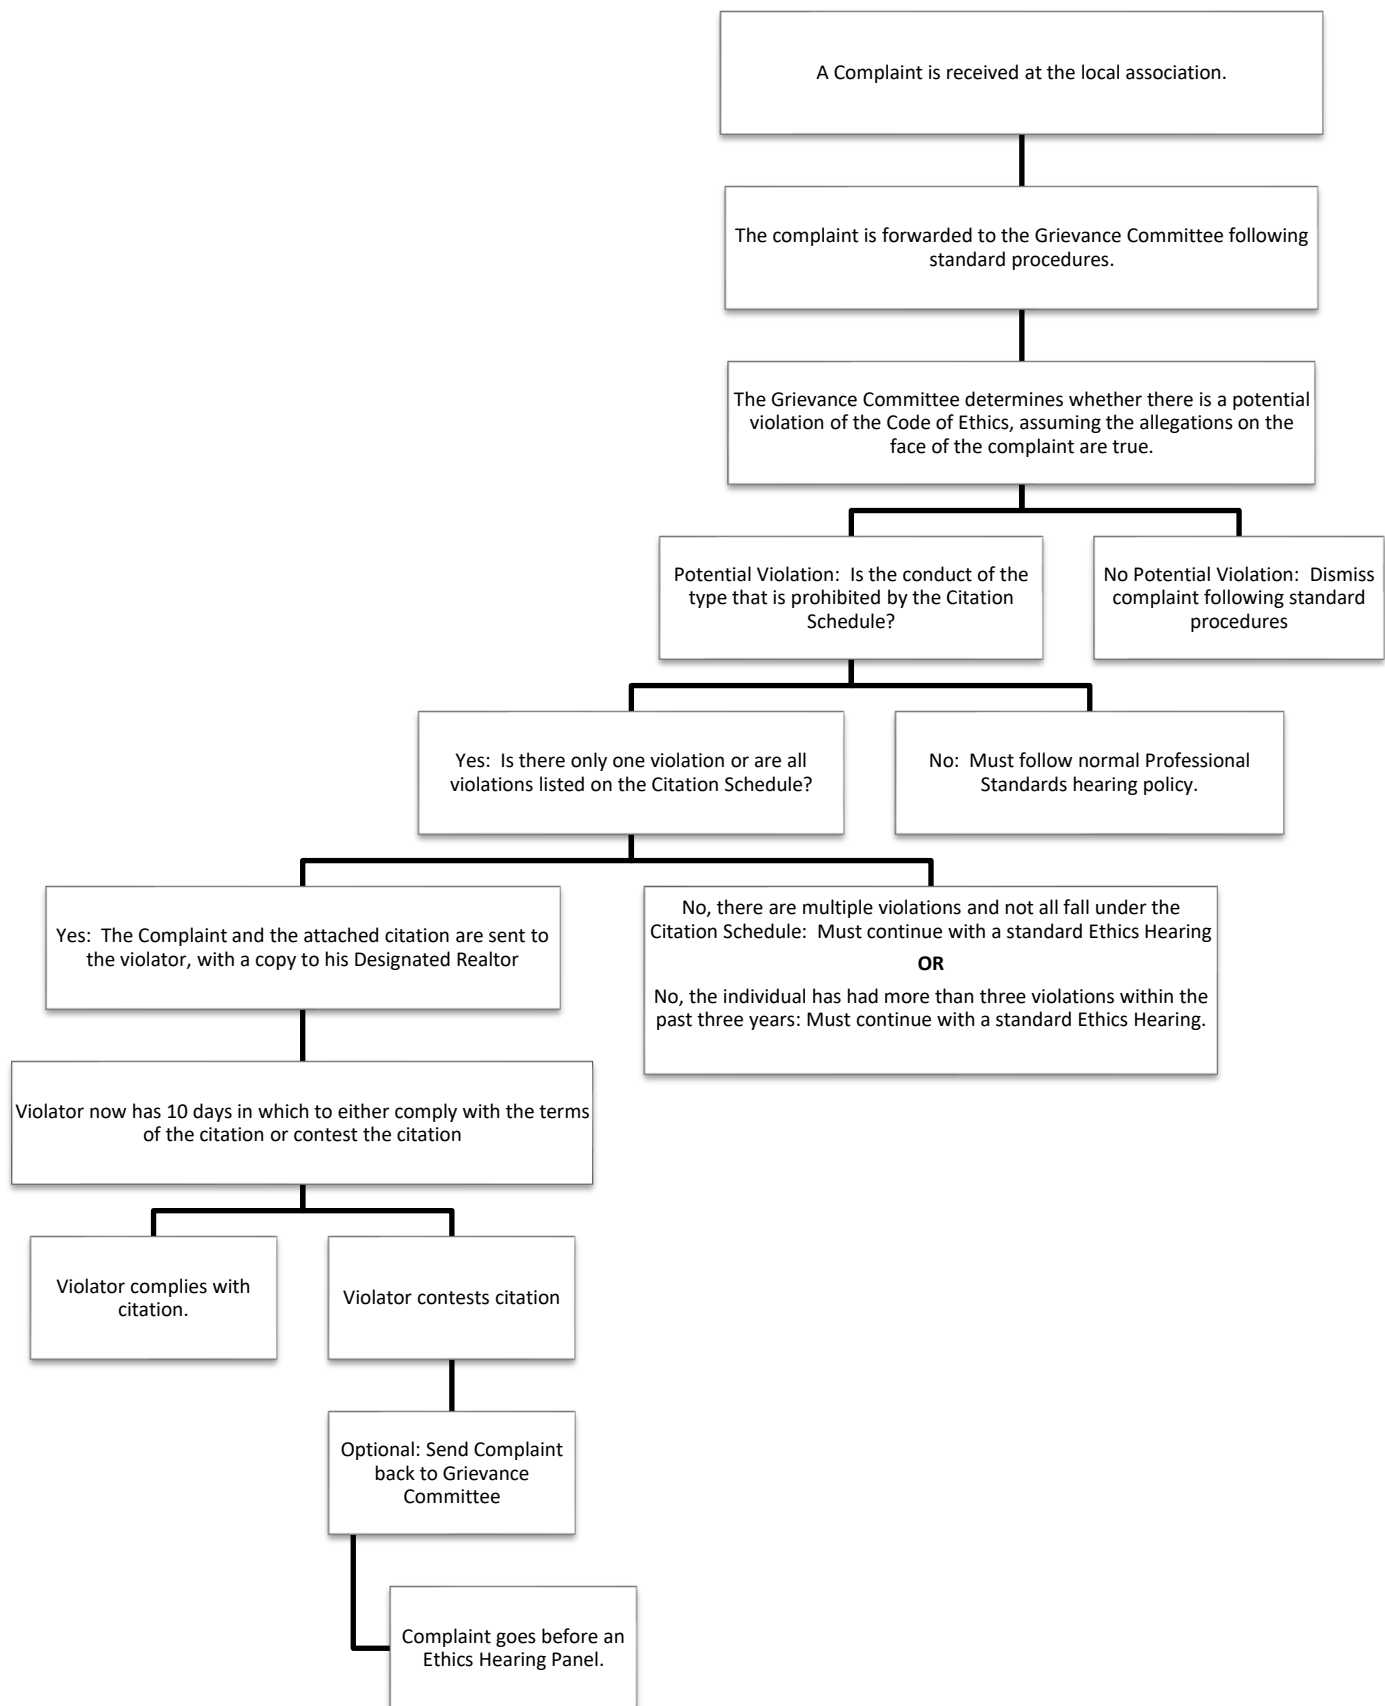 A Complaint is received at the local association.
The complaint is forwarded to the Grievance Committee following
standard procedures.
The Grievance Committee determines whether there is a potential
violation of the Code of Ethics, assuming the allegations on the
face of the complaint are true.
Potential Violation:  Is the conduct of the
type that is prohibited by the Citation
Schedule?
No Potential Violation:  Dismiss
complaint following standard
procedures
Yes:  Is there only one violation or are all
violations listed on the Citation Schedule?
No:  Must follow normal Professional
Standards hearing policy.
Yes:  The Complaint and the attached citation are sent to
the violator, with a copy to his Designated Realtor
No, there are multiple violations and not all fall under the
Citation Schedule:  Must continue with a standard Ethics Hearing
OR
No, the individual has had more than three violations within the
past three years: Must continue with a standard Ethics Hearing.
Violator now has 10 days in which to either comply with the terms
of the citation or contest the citation
Violator complies with
citation.
Violator contests citation
Optional: Send Complaint
back to Grievance
Committee
Complaint goes before an
Ethics Hearing Panel.